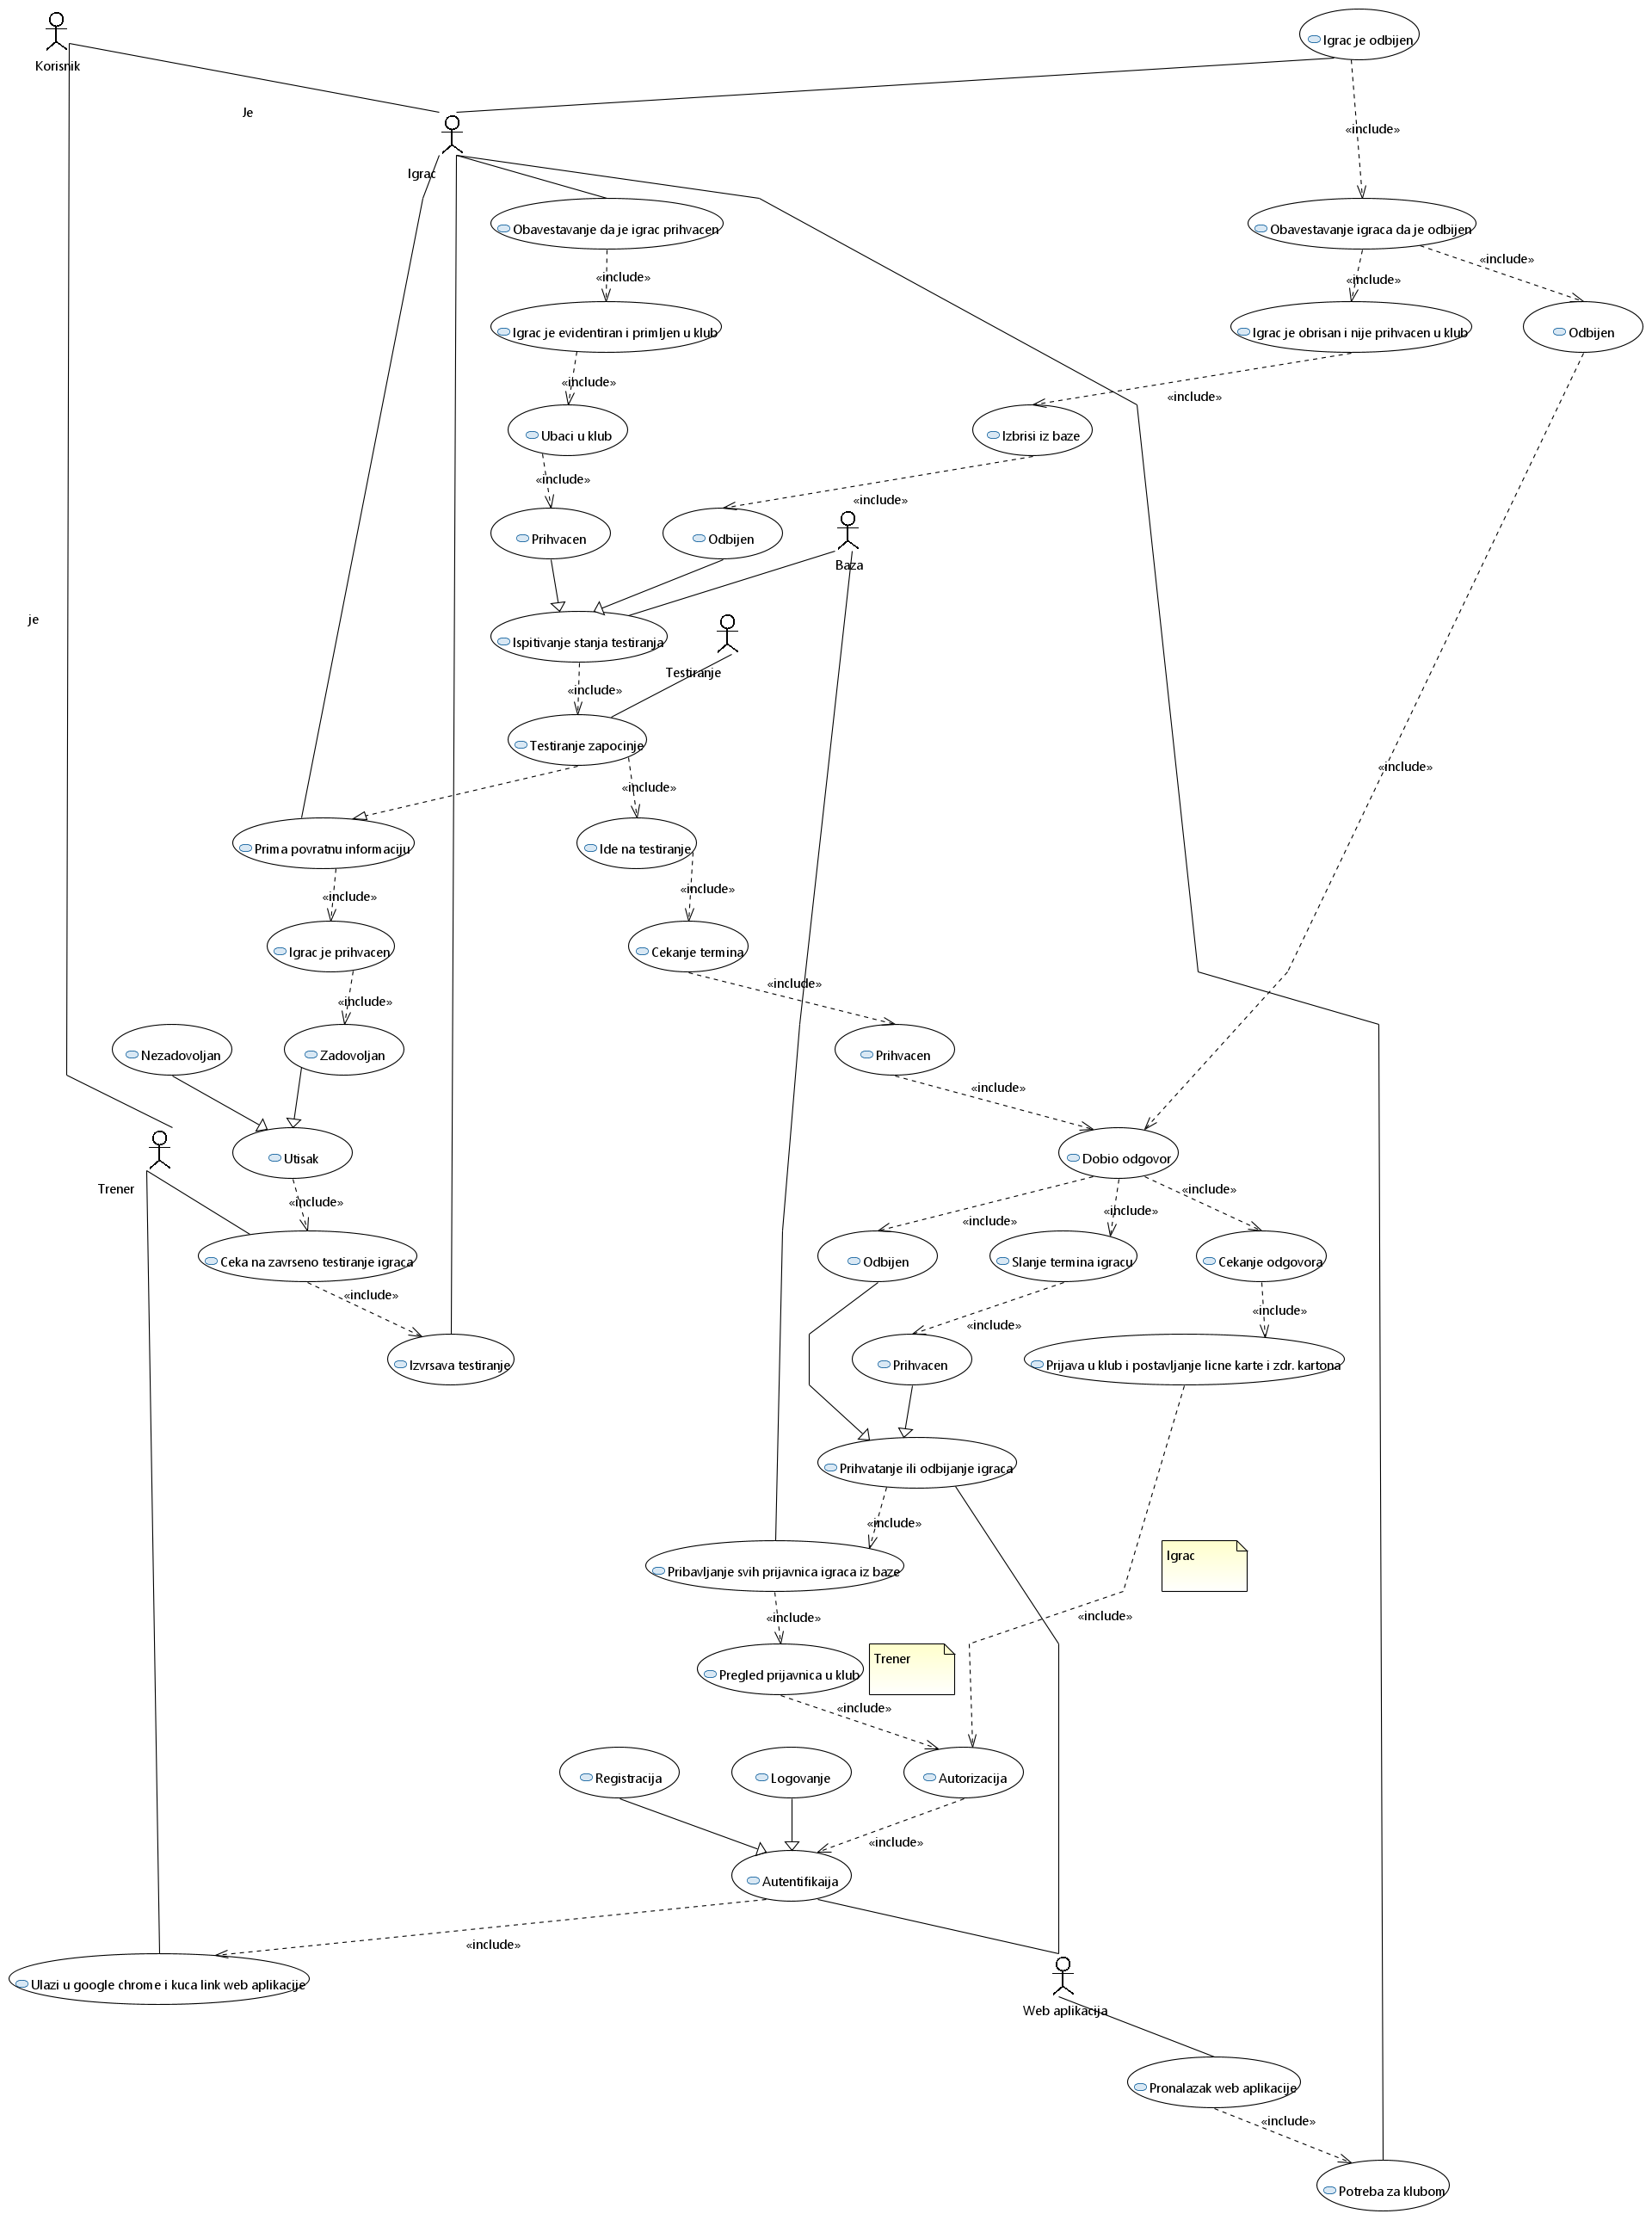 Igrac je odbijen
Korisnik
Je
«include»
Igrac
Obavestavanje da je igrac prihvacen
Obavestavanje igraca da je odbijen
«include»
«include»
Igrac je evidentiran i primljen u klub
Igrac je obrisan i nije prihvacen u klub
Odbijen
«include»
«include»
Ubaci u klub
Izbrisi iz baze
«include»
«include»
Prihvacen
Odbijen
Baza
je
Ispitivanje stanja testiranja
Testiranje
«include»
Testiranje zapocinje
«include»
«include»
Prima povratnu informaciju
Ide na testiranje
«include»
«include»
Igrac je prihvacen
Cekanje termina
«include»
«include»
Nezadovoljan
Zadovoljan
Prihvacen
«include»
Utisak
Dobio odgovor
Trener
«include»
«include»
«include»
«include»
Ceka na zavrseno testiranje igraca
Odbijen
Slanje termina igracu
Cekanje odgovora
«include»
«include»
«include»
Izvrsava testiranje
Prihvacen
Prijava u klub i postavljanje licne karte i zdr. kartona
Prihvatanje ili odbijanje igraca
«include»
Igrac
Pribavljanje svih prijavnica igraca iz baze
«include»
«include»
Trener
Pregled prijavnica u klub
«include»
Registracija
Logovanje
Autorizacija
«include»
Autentifikaija
«include»
Ulazi u google chrome i kuca link web aplikacije
Web aplikacija
Pronalazak web aplikacije
«include»
Potreba za klubom